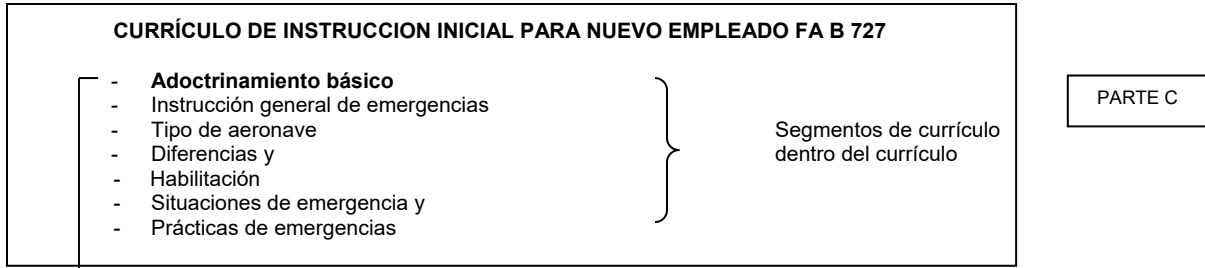 CURRÍCULO DE INSTRUCCION INICIAL PARA NUEVO EMPLEADO FA B 727
- Adoctrinamiento básico
- Instrucción general de emergencias
- Tipo de aeronave
- Diferencias y
- Habilitación
- Situaciones de emergencia y
- Prácticas de emergencias
Segmentos de currículo
dentro del currículo
PARTE C